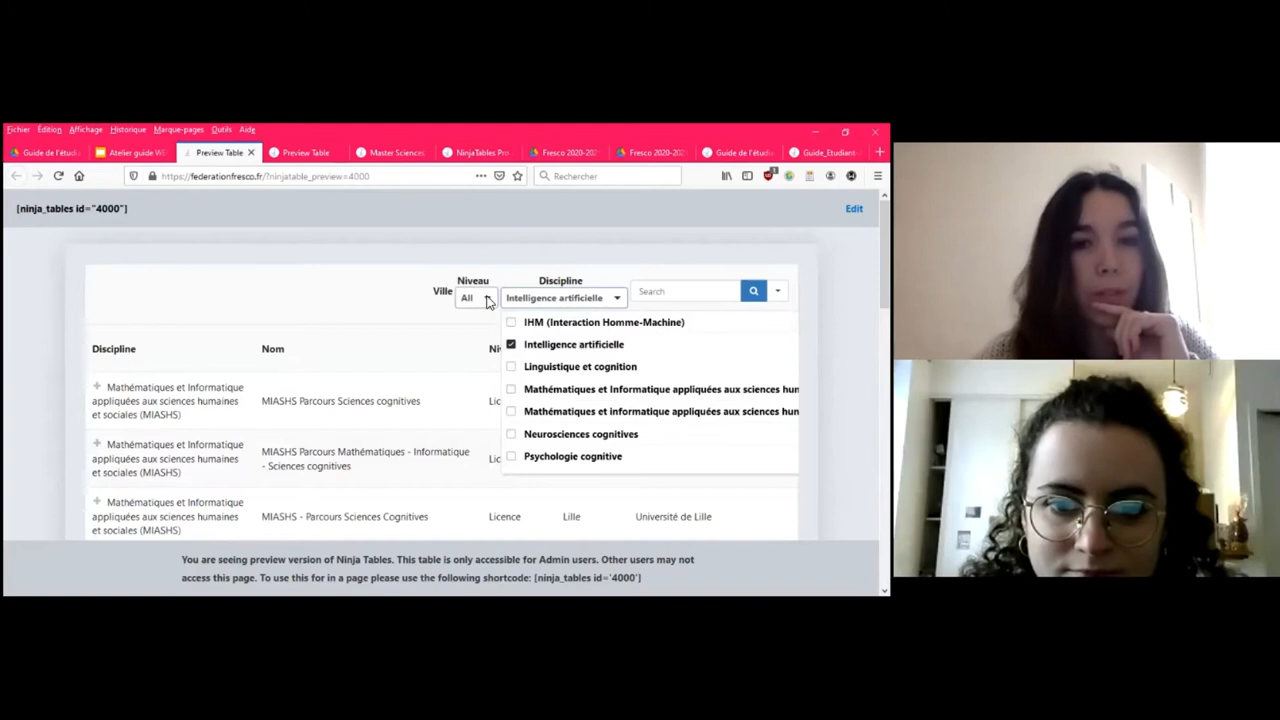 Fichier Édition Affichage Historique Marque-pages Outils Aide
Guide de l'étudia Atelier guide WE Preview Table Preview Table Master Sciences NinjaTables Pro Fresco 2020-202 Fresco 2020-202 Guide de l'étudi Guide_Etudiant-
https://federationfresco.fr/?ninjatable_preview=4000 Rechercher
[ninja_tables id="4000"] Edit
Niveau Discipline
Ville All Intelligence artificielle Search
IHM (Interaction Homme-Machine)
Intelligence artificielle
Linguistique et cognition
Mathématiques et Informatique appliquées aux sciences hum
Mathématiques et informatique appliquées aux sciences hum
Neurosciences cognitives
Psychologie cognitive
Discipline Nom
Mathématiques et Informatique
appliquées aux sciences humaines
et sociales (MIASHS)
MIASHS Parcours Sciences cognitives
Mathématiques et Informatique
appliquées aux sciences humaines
et sociales (MIASHS)
MIASHS Parcours Mathématiques - Informatique
- Sciences cognitives
Mathématiques et Informatique
appliquées aux sciences humaines
et sociales (MIASHS)
MIASHS - Parcours Sciences Cognitives Licence Lille Université de Lille
You are seeing preview version of Ninja Tables. This table is only accessible for Admin users. Other users may not
access this page. To use this for in a page please use the following shortcode: [ninja_tables id='4000']